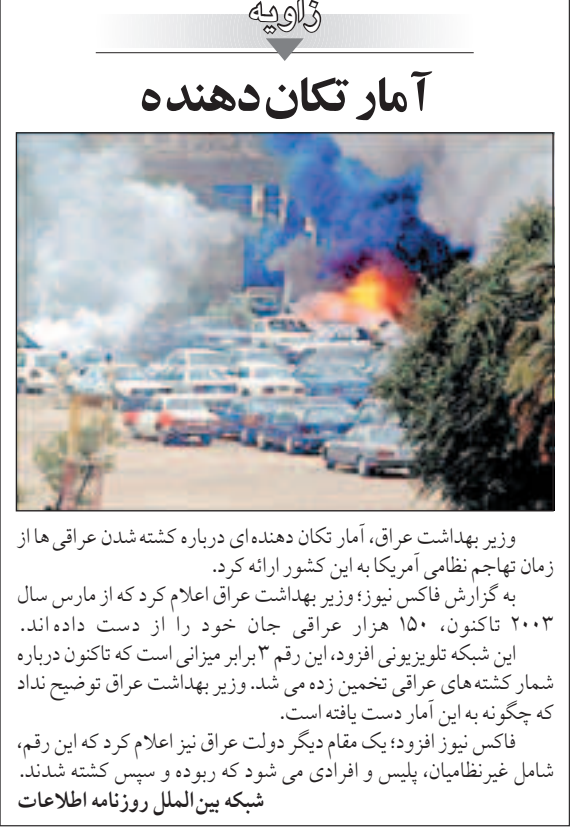 زاویه
آمار تکان‌دهنده
وزیر بهداشت عراق، آمار تکان دهنده‌ای درباره کشته شدن عراقی ها از
زمان تهاجم نظامی آمریکا به این کشور ارائه کرد.
به گزارش فاکس نیوز؛ وزیر بهداشت عراق اعلام کرد که از مارس سال
۲۰۰۳ تاکنون، ۱۵۰ هزار عراقی جان خود را از دست داده اند.
این شبکه تلویزیونی افزود، این رقم ۳ برابر میزانی است که تاکنون درباره
شمار کشته های عراقی تخمین زده می شد. وزیر بهداشت عراق توضیح نداد
که چگونه به این آمار دست یافته است.
فاکس نیوز افزود؛ یک مقام دیگر دولت عراق نیز اعلام کرد که این رقم،
شامل غیرنظامیان، پلیس و افرادی می شود که ربوده و سپس کشته شدند.
شبکه بین‌الملل روزنامه اطلاعات